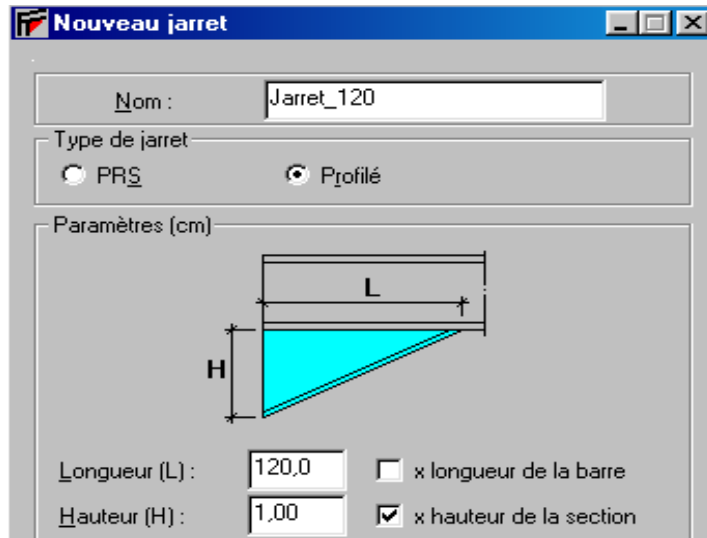 Nouveau jarret
Nom : Jarret_120
Type de jarret
PRS Profilé
Paramètres (cm)
L
H
Longueur (L) : 120,0 x longueur de la barre
Hauteur (H) : 1,00 x hauteur de la section